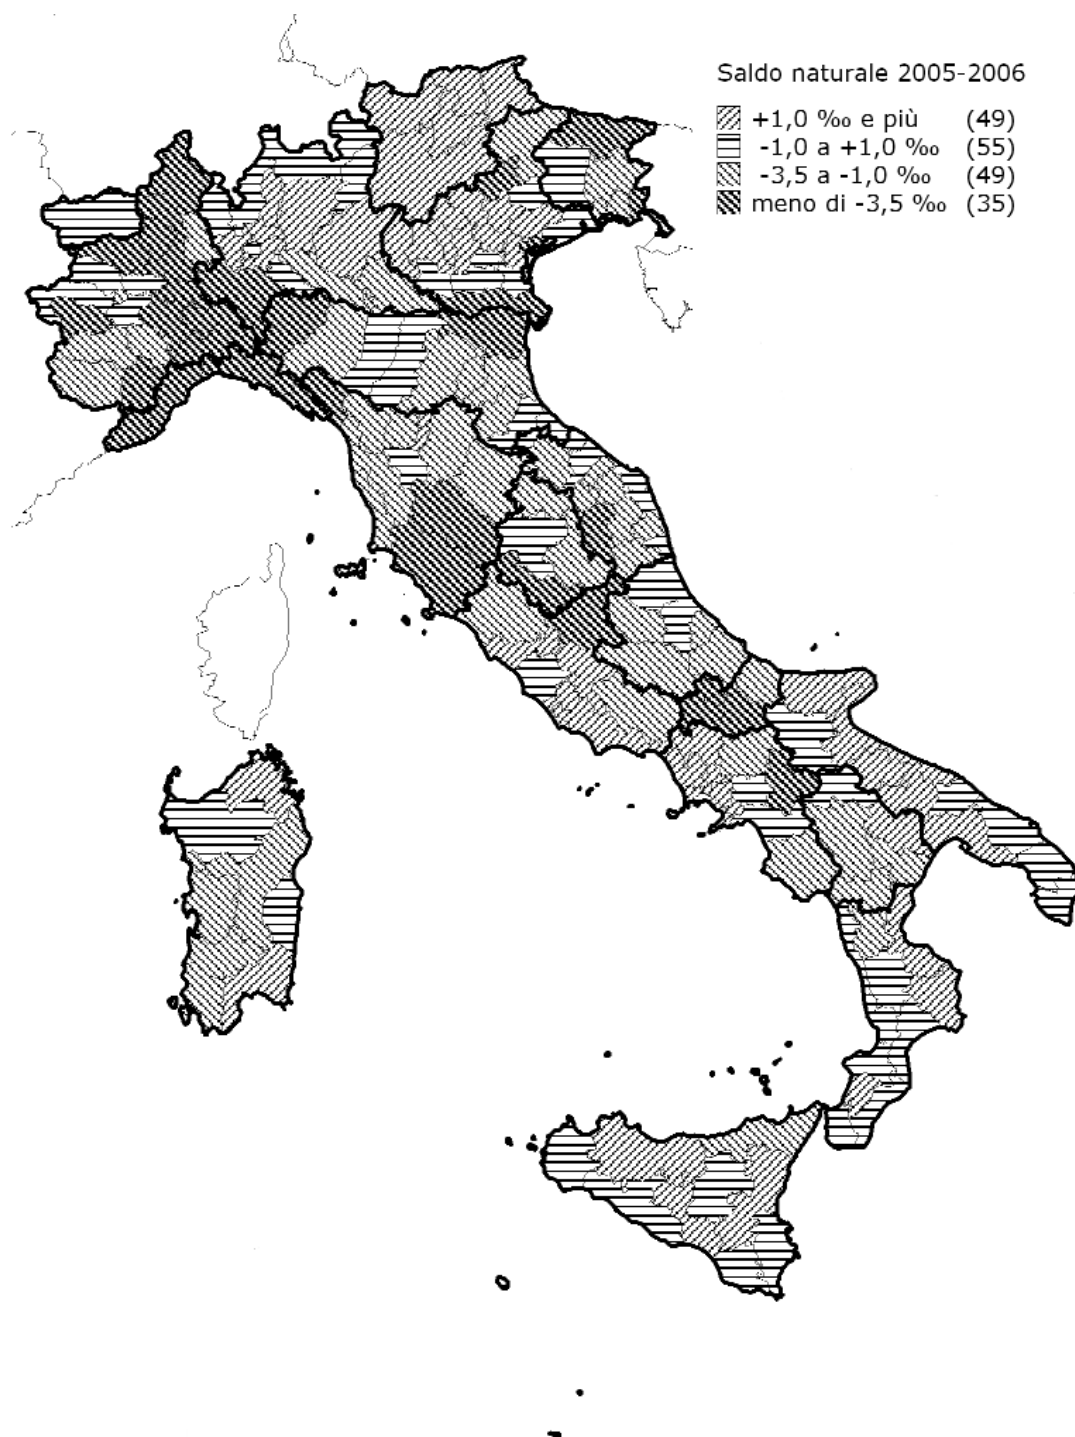 Saldo naturale 2005-2006
+1,0 ‰ e più (49)
-1,0 a +1,0 ‰ (55)
-3,5 a -1,0 ‰ (49)
meno di -3,5 ‰ (35)